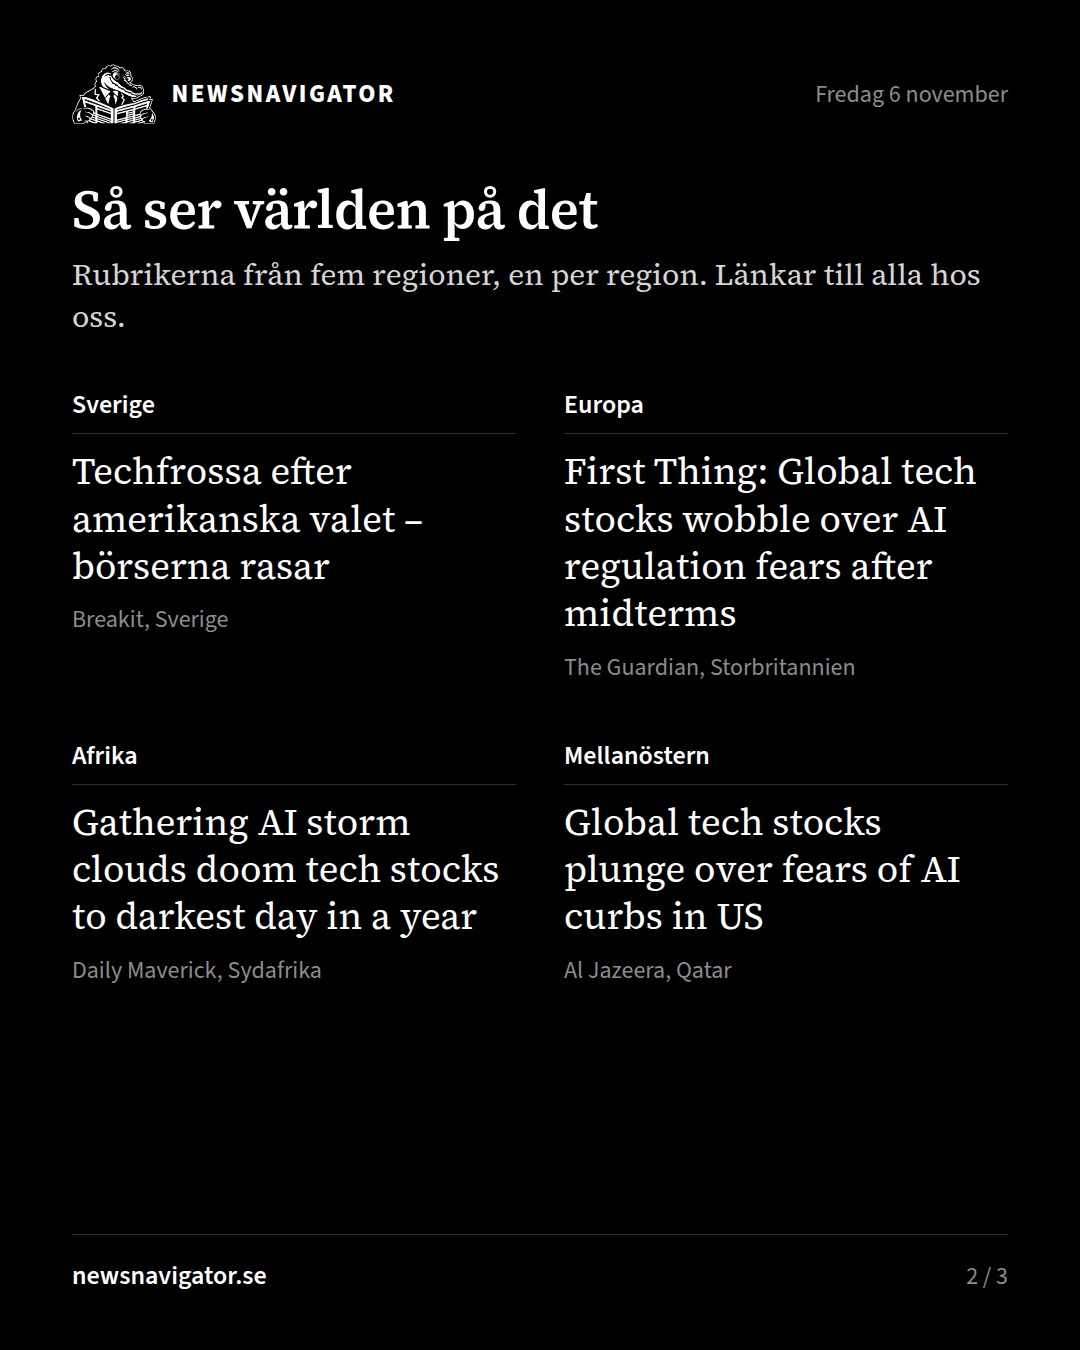 NEWSNAVIGATOR
Fredag 6 november
Så ser världen på det
Rubrikerna från fem regioner, en per region. Länkar till alla hos
oss.
Sverige
Techfrossa efter
amerikanska valet –
börserna rasar
Breakit, Sverige
Europa
First Thing: Global tech
stocks wobble over AI
regulation fears after
midterms
The Guardian, Storbritannien
Afrika
Gathering AI storm
clouds doom tech stocks
to darkest day in a year
Daily Maverick, Sydafrika
Mellanöstern
Global tech stocks
plunge over fears of AI
curbs in US
Al Jazeera, Qatar
newsnavigator.se
2 / 3